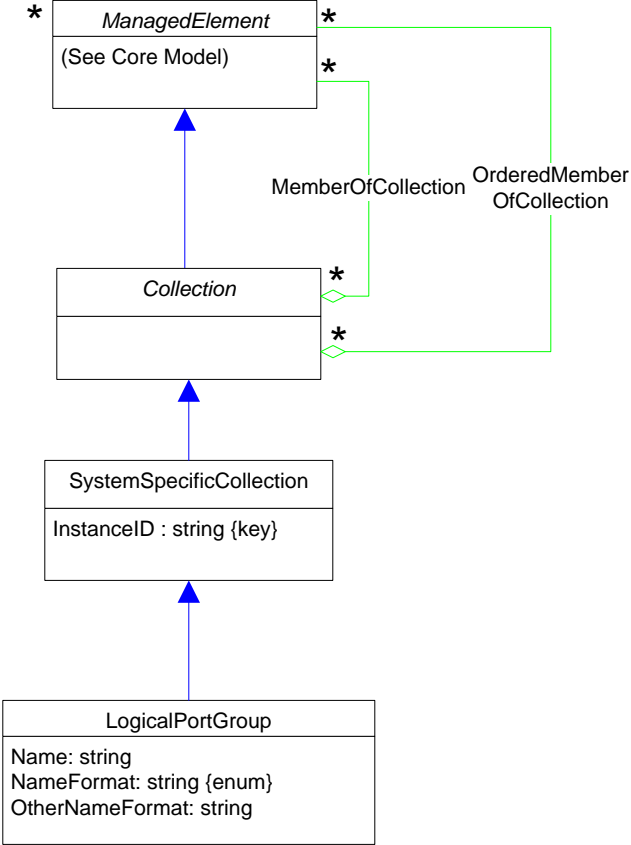 *
ManagedElement
*
(See Core Model)
*
MemberOfCollection
OrderedMember
OfCollection
*
Collection
*
SystemSpecificCollection
InstanceID : string {key}
LogicalPortGroup
Name: string
NameFormat: string {enum}
OtherNameFormat: string